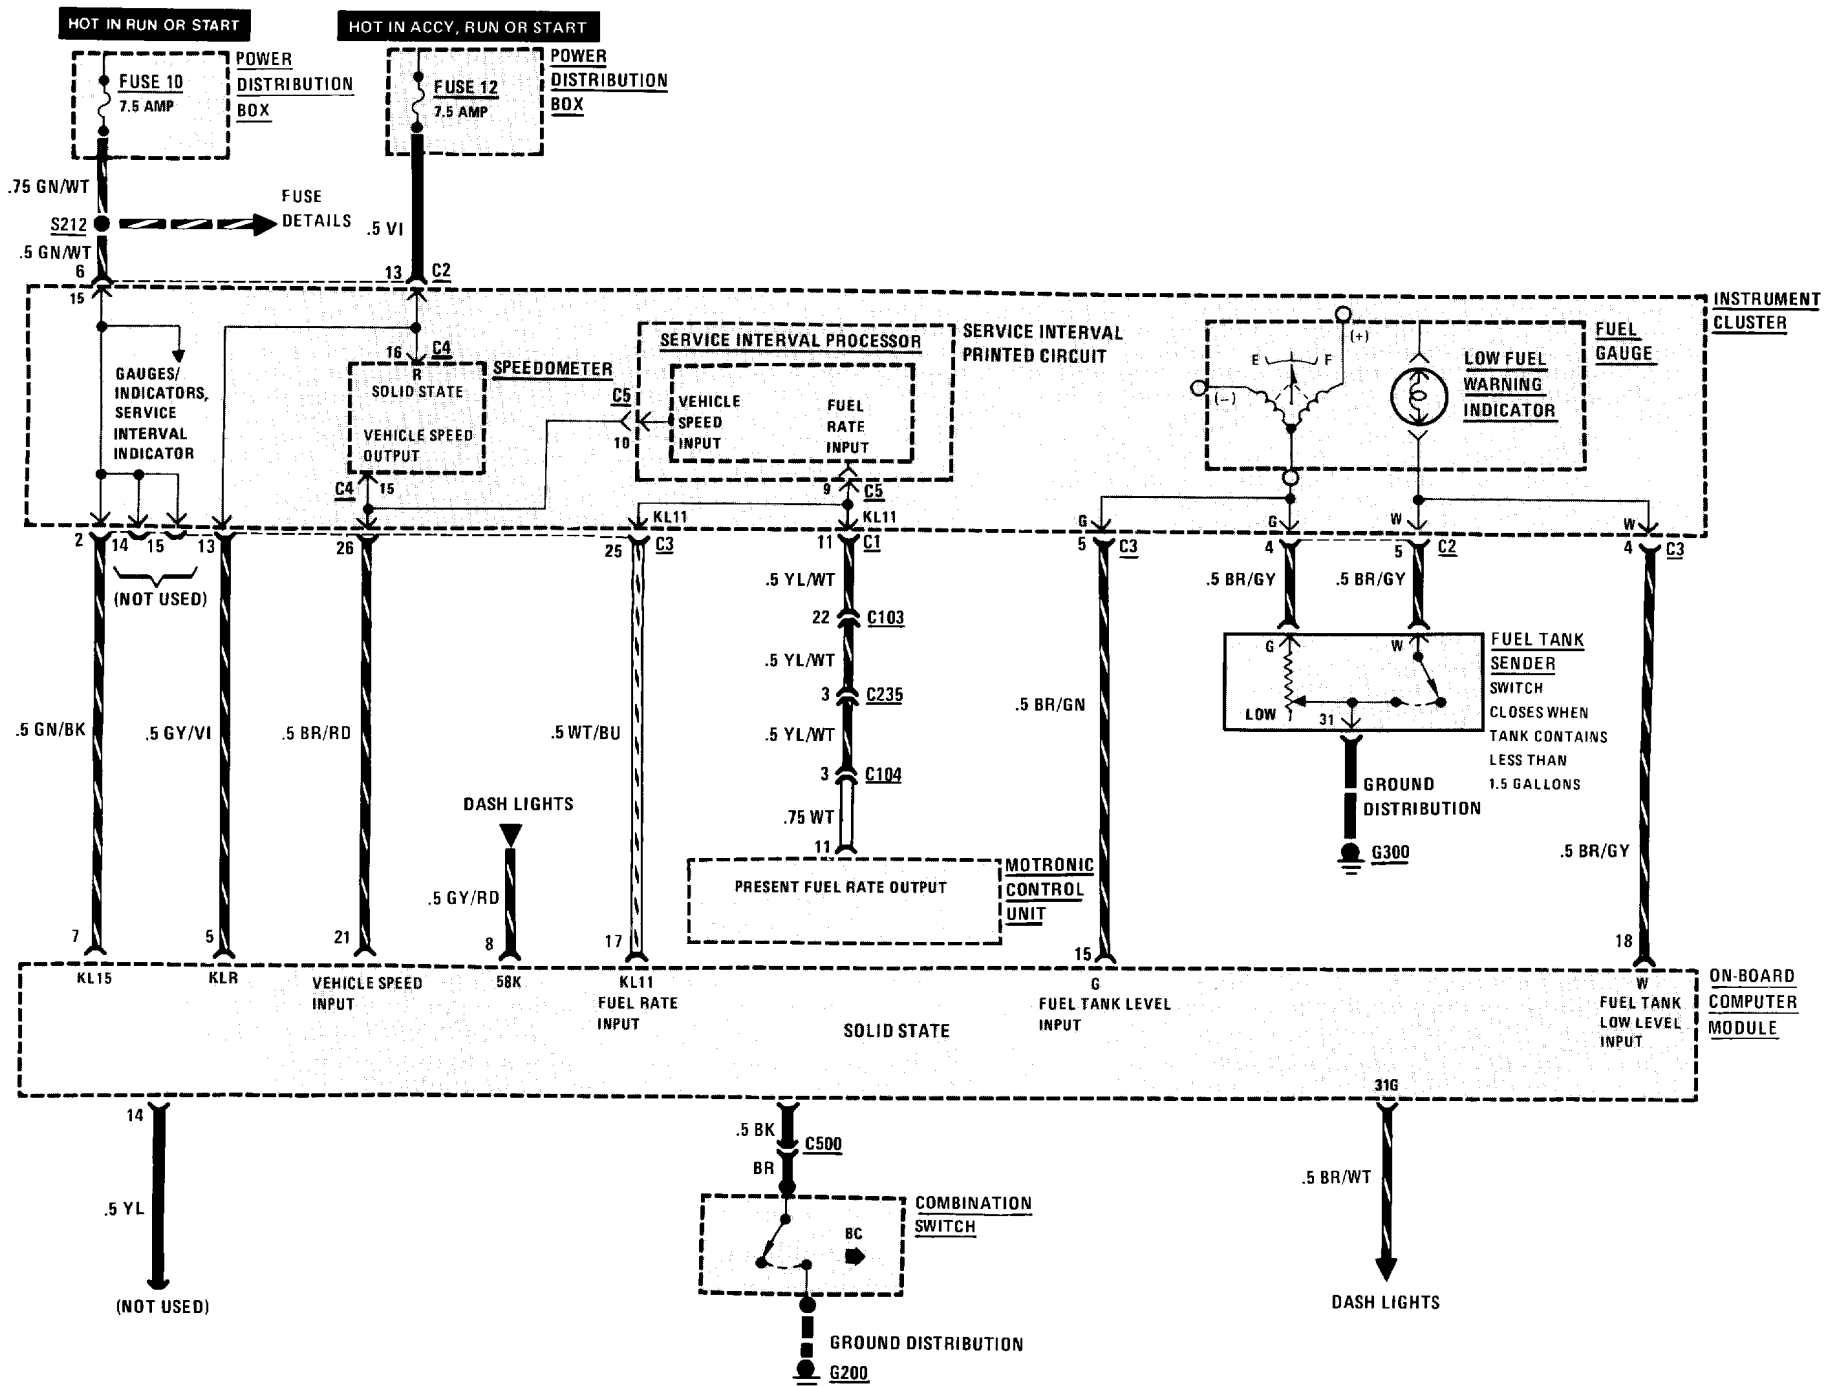 HOT IN RUN OR START
HOT IN ACCY, RUN OR START
FUSE 10
7.5 AMP
POWER
DISTRIBUTION
BOX
FUSE 12
7.5 AMP
POWER
DISTRIBUTION
BOX
.75 GN/WT
S212
.5 GN/WT
FUSE
DETAILS
.5 VI
6
13
C2
15
INSTRUMENT
CLUSTER
GAUGES/
INDICATORS,
SERVICE
INTERVAL
INDICATOR
16
C4
R
SOLID STATE
VEHICLE SPEED
OUTPUT
SPEEDOMETER
C4
15
SERVICE INTERVAL PROCESSOR
VEHICLE
SPEED
INPUT
FUEL
RATE
INPUT
C5
10
9
C5
SERVICE INTERVAL
PRINTED CIRCUIT
E
F
(+)
(-)
LOW FUEL
WARNING
INDICATOR
FUEL
GAUGE
KL11
KL11
G
G
W
W
2
14
15
13
26
25
C3
11
C1
5
C3
4
5
C2
4
C3
(NOT USED)
.5 YL/WT
22
C103
.5 YL/WT
3
C235
.5 YL/WT
3
C104
.75 WT
11
.5 BR/GY
.5 BR/GY
G
W
LOW
31
FUEL TANK
SENDER
SWITCH
CLOSES WHEN
TANK CONTAINS
LESS THAN
1.5 GALLONS
GROUND
DISTRIBUTION
G300
.5 GN/BK
.5 GY/VI
.5 BR/RD
.5 WT/BU
.5 BR/GN
.5 BR/GY
DASH LIGHTS
.5 GY/RD
PRESENT FUEL RATE OUTPUT
MOTRONIC
CONTROL
UNIT
7
5
21
8
17
15
18
KL15
KLR
VEHICLE SPEED
INPUT
58K
KL11
FUEL RATE
INPUT
G
FUEL TANK LEVEL
INPUT
W
FUEL TANK
LOW LEVEL
INPUT
SOLID STATE
ON-BOARD
COMPUTER
MODULE
31G
14
.5 YL
(NOT USED)
.5 BK
C500
BR
BC
COMBINATION
SWITCH
GROUND DISTRIBUTION
G200
.5 BR/WT
DASH LIGHTS